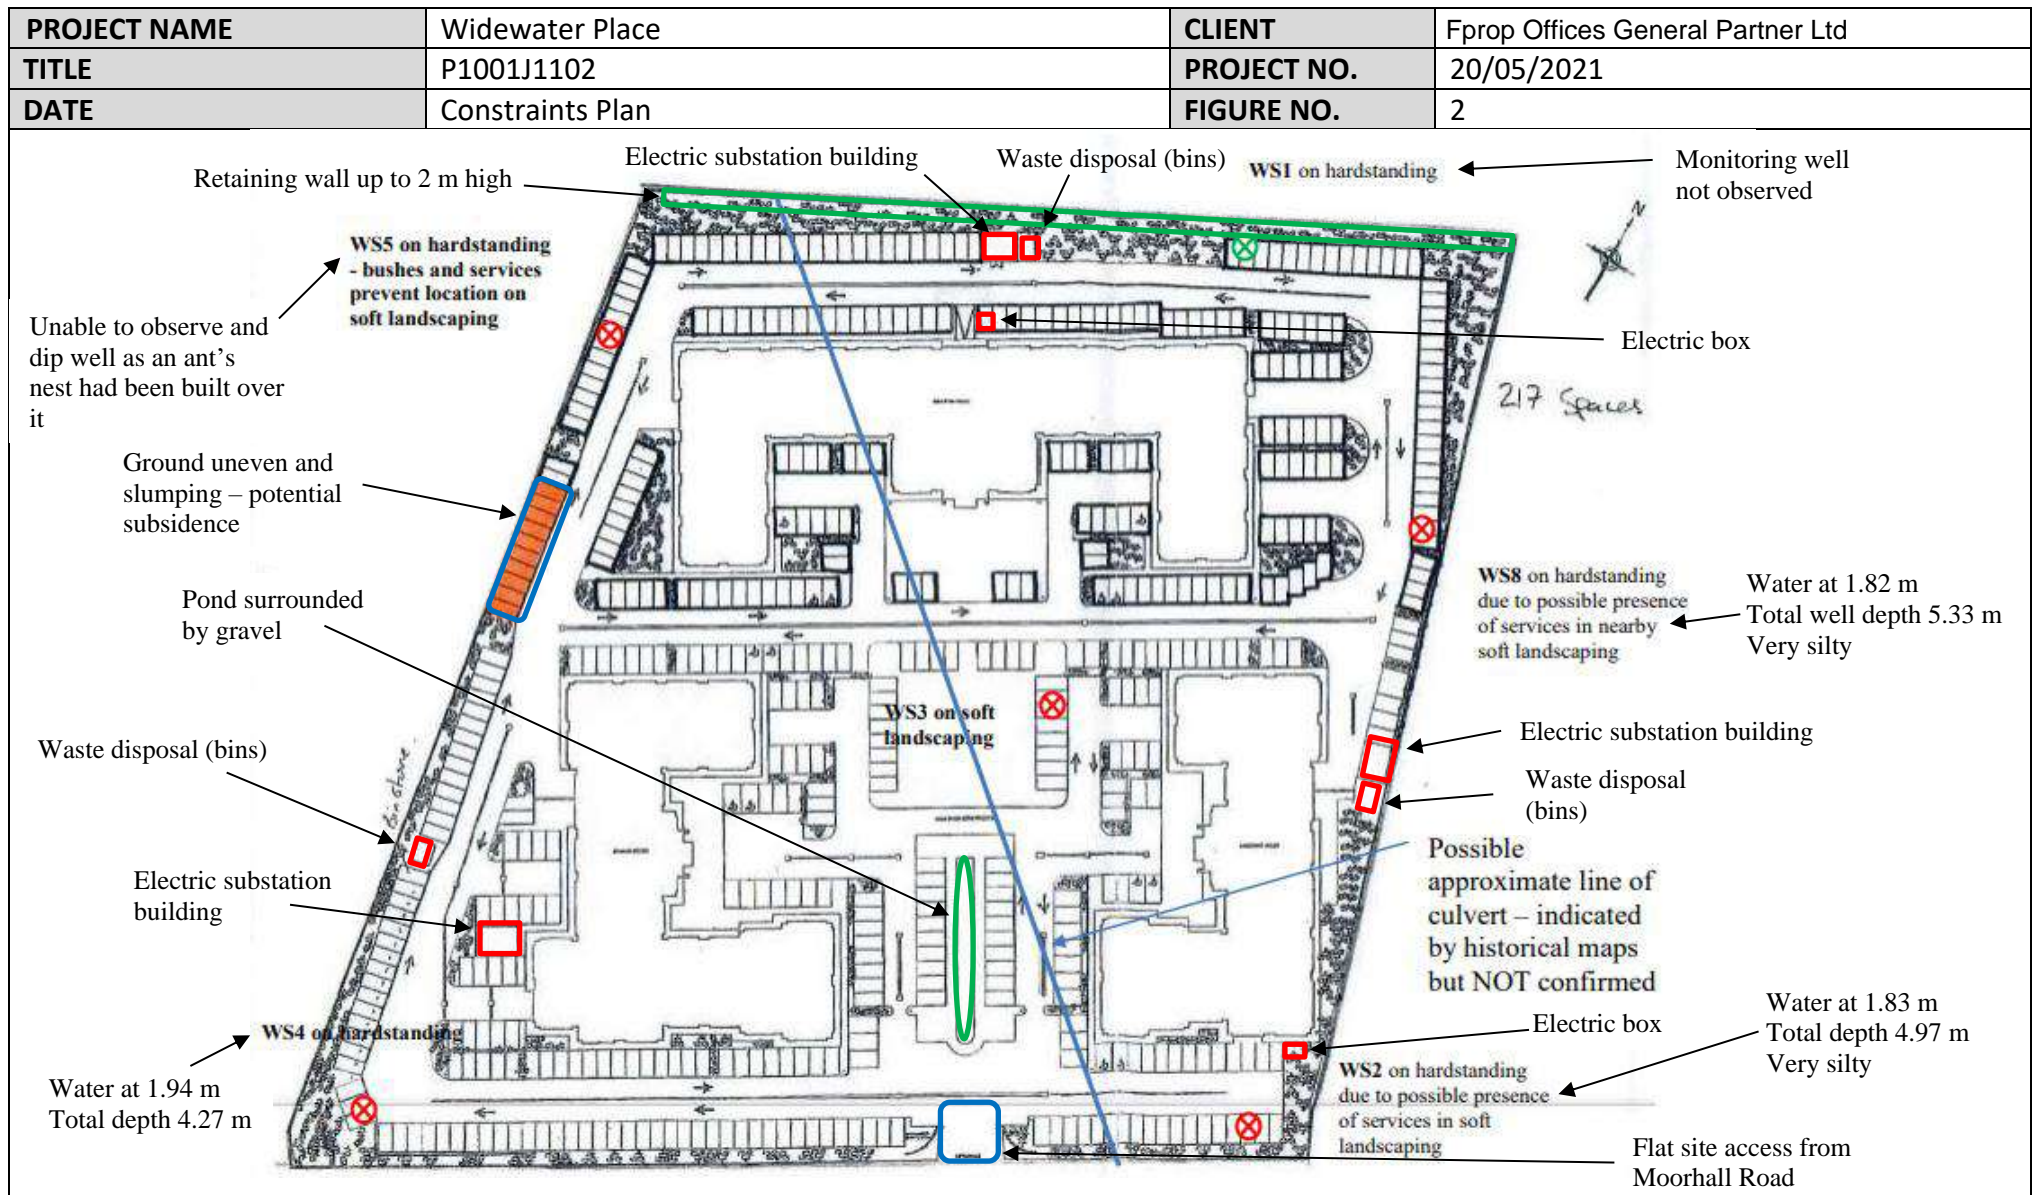 PROJECT NAME Widewater Place CLIENT Fprop Offices General Partner Ltd
TITLE P1001J1102 PROJECT NO. 20/05/2021
DATE Constraints Plan FIGURE NO. 2
Electric substation building
Waste disposal (bins)
WS1 on hardstanding
Monitoring well
not observed
Retaining wall up to 2 m high
N
WS5 on hardstanding
- bushes and services
prevent location on
soft landscaping
Unable to observe and
dip well as an ant's
nest had been built over
it
Electric box
217 Spaces
Ground uneven and
slumping – potential
subsidence
Pond surrounded
by gravel
WS8 on hardstanding
due to possible presence
of services in nearby
soft landscaping
Water at 1.82 m
Total well depth 5.33 m
Very silty
WS3 on soft
landscaping
Waste disposal (bins)
Electric substation building
Waste disposal
(bins)
Possible
approximate line of
culvert – indicated
by historical maps
but NOT confirmed
Electric substation
building
WS4 on hardstanding
Water at 1.94 m
Total depth 4.27 m
Electric box
Water at 1.83 m
Total depth 4.97 m
Very silty
WS2 on hardstanding
due to possible presence
of services in soft
landscaping
Flat site access from
Moorhall Road